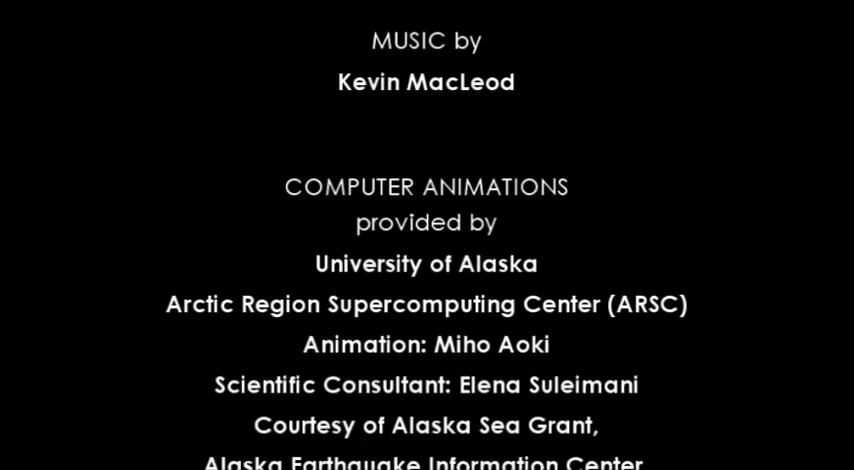 MUSIC by
Kevin MacLeod
COMPUTER ANIMATIONS
provided by
University of Alaska
Arctic Region Supercomputing Center (ARSC)
Animation: Miho Aoki
Scientific Consultant: Elena Suleimani
Courtesy of Alaska Sea Grant,
Alaska Earthquake Information Center